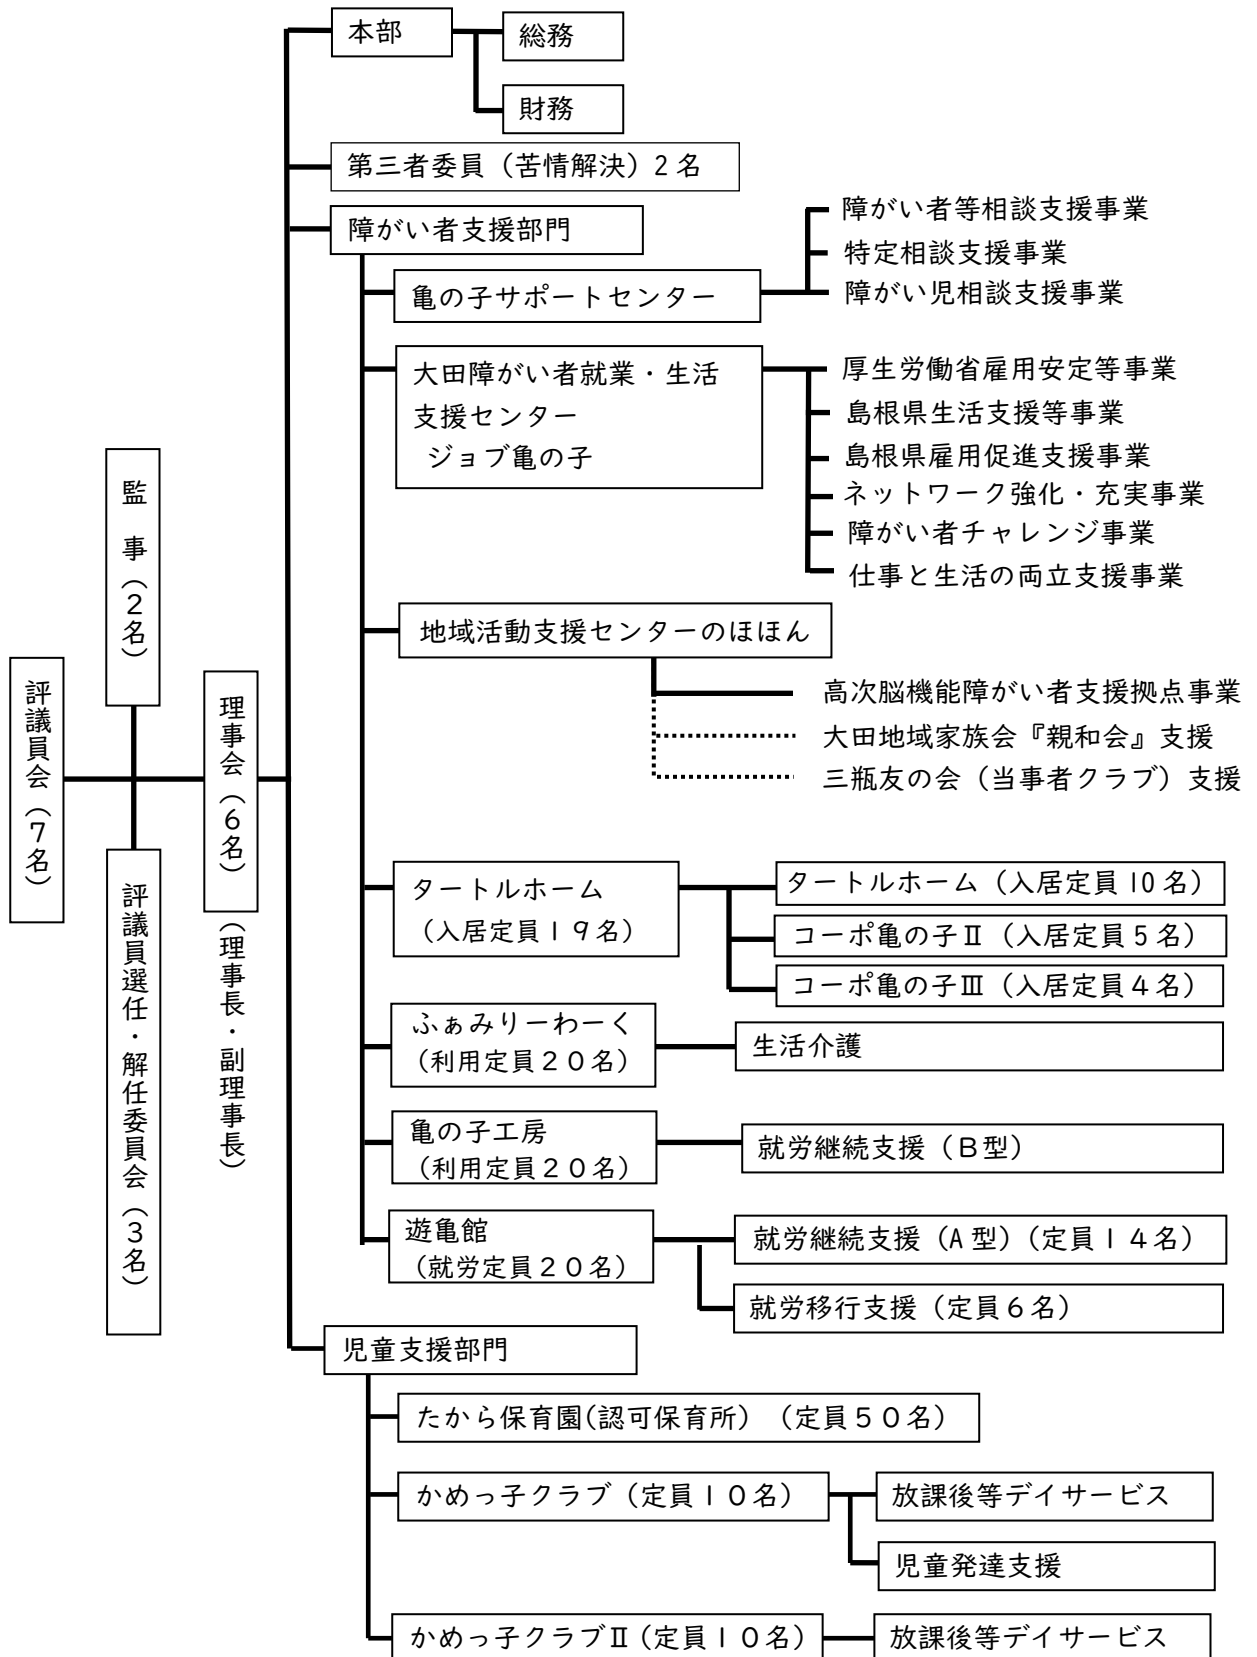 本部
総務
財務
第三者委員（苦情解決）2名
障がい者支援部門
亀の子サポートセンター
障がい者等相談支援事業
特定相談支援事業
障がい児相談支援事業
大田障がい者就業・生活
支援センター
ジョブ亀の子
厚生労働省雇用安定等事業
島根県生活支援等事業
島根県雇用促進支援事業
ネットワーク強化・充実事業
障がい者チャレンジ事業
仕事と生活の両立支援事業
地域活動支援センターのほほん
高次脳機能障がい者支援拠点事業
大田地域家族会『親和会』支援
三瓶友の会（当事者クラブ）支援
評議員会（7名）
監　事（2名）
評議員選任・解任委員会（3名）
理事会（6名）
（理事長・副理事長）
タートルホーム
（入居定員１９名）
タートルホーム（入居定員10名）
コーポ亀の子Ⅱ（入居定員5名）
コーポ亀の子Ⅲ（入居定員４名）
ふぁみりーわーく
（利用定員２０名）
生活介護
亀の子工房
（利用定員２０名）
就労継続支援（Ｂ型）
遊亀館
（就労定員２０名）
就労継続支援（A型）（定員１４名）
就労移行支援（定員６名）
児童支援部門
たから保育園(認可保育所）（定員５０名）
かめっ子クラブ（定員１０名）
放課後等デイサービス
児童発達支援
かめっ子クラブⅡ（定員１０名）
放課後等デイサービス